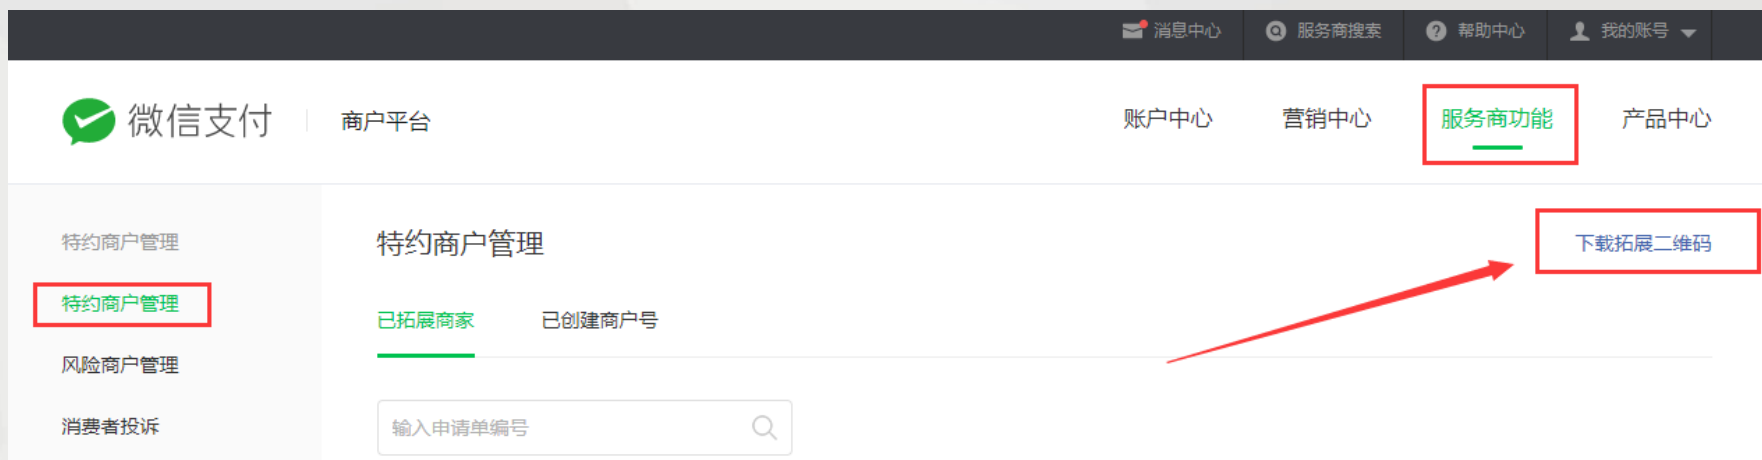 消息中心 服务商搜索 帮助中心 我的账号
微信支付 商户平台 账户中心 营销中心 服务商功能 产品中心
特约商户管理 特约商户管理 下载拓展二维码
特约商户管理
已拓展商家 已创建商户号
风险商户管理
消费者投诉 输入申请单编号